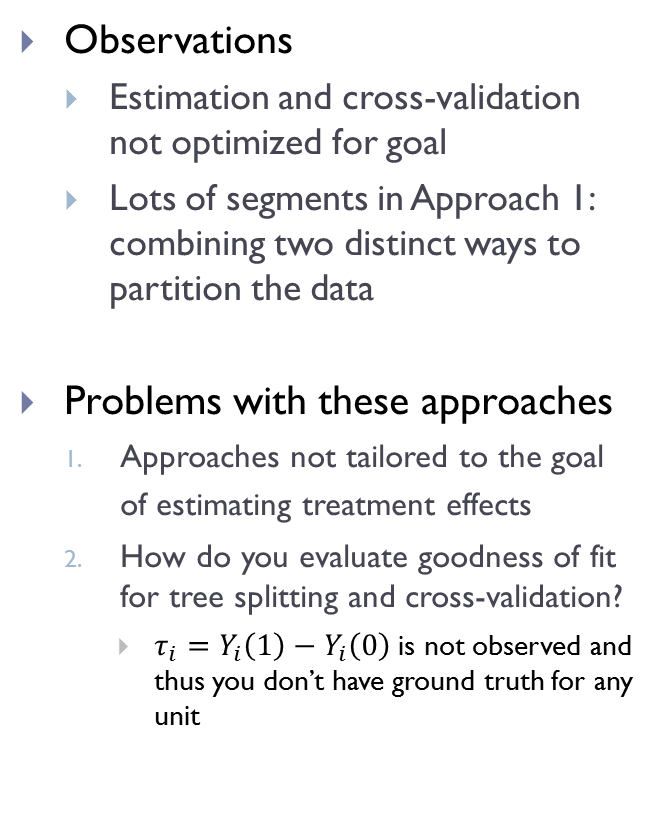 Observations
Estimation and cross-validation
not optimized for goal
Lots of segments in Approach 1:
combining two distinct ways to
partition the data
Problems with these approaches
1. Approaches not tailored to the goal
of estimating treatment effects
2. How do you evaluate goodness of fit
for tree splitting and cross-validation?
τᵢ = Yᵢ(1) − Yᵢ(0) is not observed and
thus you don't have ground truth for any
unit